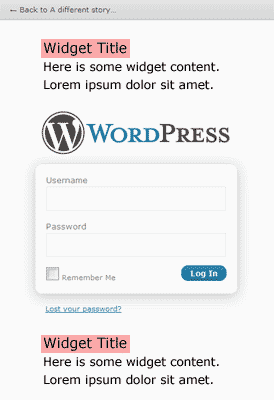 ← Back to A different story...
Widget Title
Here is some widget content.
Lorem ipsum dolor sit amet.
WORDPRESS
Username
Password
Remember Me
Log In
Lost your password?
Widget Title
Here is some widget content.
Lorem ipsum dolor sit amet.